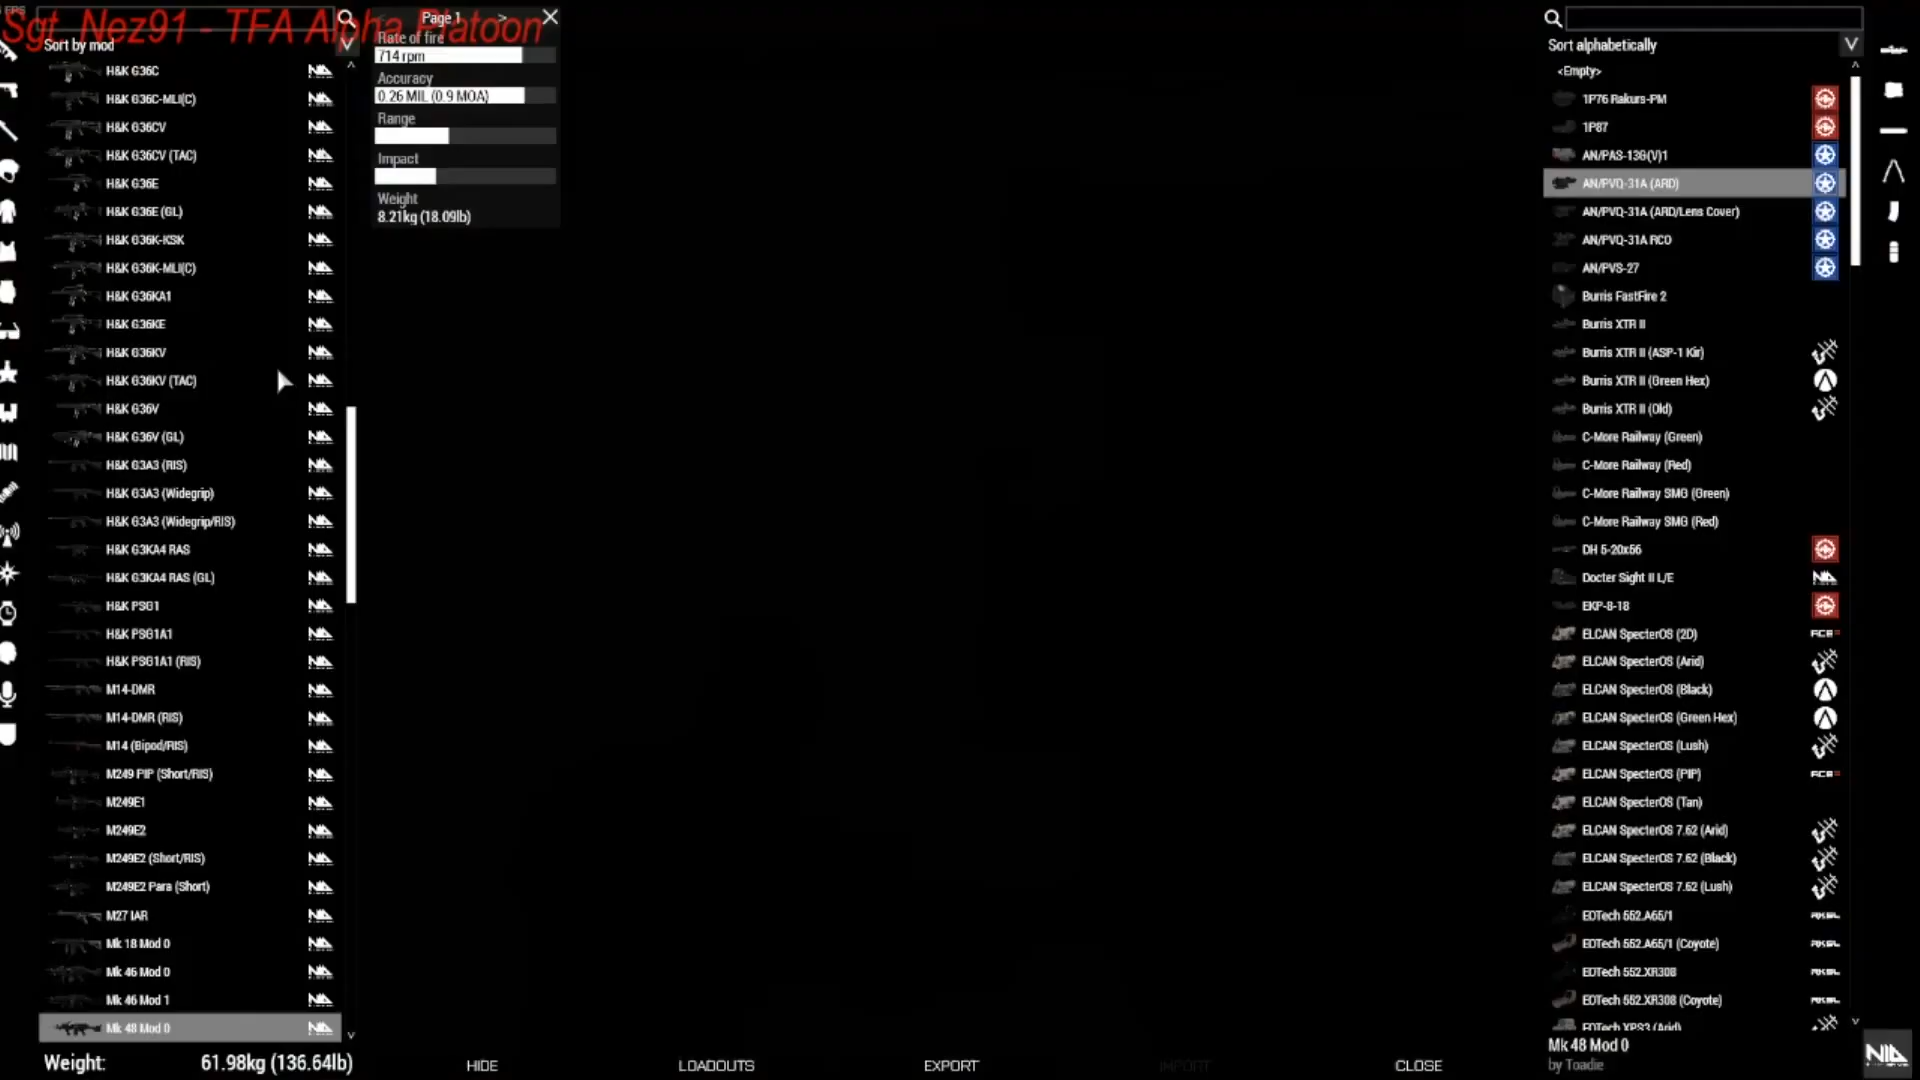 Sgt. Nez91 - TFA Alpha Platoon
Sort by mod
H&K G36C
H&K G36C-MLI(C)
H&K G36CV
H&K G36CV (TAC)
H&K G36E
H&K G36E (GL)
H&K G36K-KSK
H&K G36K-MLI(C)
H&K G36KA1
H&K G36KE
H&K G36KV
H&K G36KV (TAC)
H&K G36V
H&K G36V (GL)
H&K G3A3 (RIS)
H&K G3A3 (Widegrip)
H&K G3A3 (Widegrip/RIS)
H&K G3KA4 RAS
H&K G3KA4 RAS (GL)
H&K PSG1
H&K PSG1A1
H&K PSG1A1 (RIS)
M14-DMR
M14-DMR (RIS)
M14 (Bipod/RIS)
M249 PIP (Short/RIS)
M249E1
M249E2
M249E2 (Short/RIS)
M249E2 Para (Short)
M27 IAR
Mk 18 Mod 0
Mk 46 Mod 0
Mk 46 Mod 1
Mk 48 Mod 0
Weight: 61.98kg (136.64lb)
Page 1 >
Rate of fire
714 rpm
Accuracy
0.26 MIL (0.9 MOA)
Range
Impact
Weight
8.21kg (18.09lb)
HIDE
LOADOUTS
EXPORT
IMPORT
CLOSE
Sort alphabetically
<Empty>
1P76 Rakurs-PM
1P87
AN/PAS-13G(V)1
AN/PVQ-31A (ARD)
AN/PVQ-31A (ARD/Lens Cover)
AN/PVQ-31A RCO
AN/PVS-27
Burris FastFire 2
Burris XTR II
Burris XTR II (ASP-1 Kir)
Burris XTR II (Green Hex)
Burris XTR II (Old)
C-More Railway (Green)
C-More Railway (Red)
C-More Railway SMG (Green)
C-More Railway SMG (Red)
DH 5-20x56
Docter Sight II L/E
EKP-8-18
ELCAN SpecterOS (2D)
ELCAN SpecterOS (Arid)
ELCAN SpecterOS (Black)
ELCAN SpecterOS (Green Hex)
ELCAN SpecterOS (Lush)
ELCAN SpecterOS (PIP)
ELCAN SpecterOS (Tan)
ELCAN SpecterOS 7.62 (Arid)
ELCAN SpecterOS 7.62 (Black)
ELCAN SpecterOS 7.62 (Lush)
EOTech 552.A65/1
EOTech 552.A65/1 (Coyote)
EOTech 552.XR308
EOTech 552.XR308 (Coyote)
EOTech XPS3 (Arid)
Mk 48 Mod 0
by Toadie